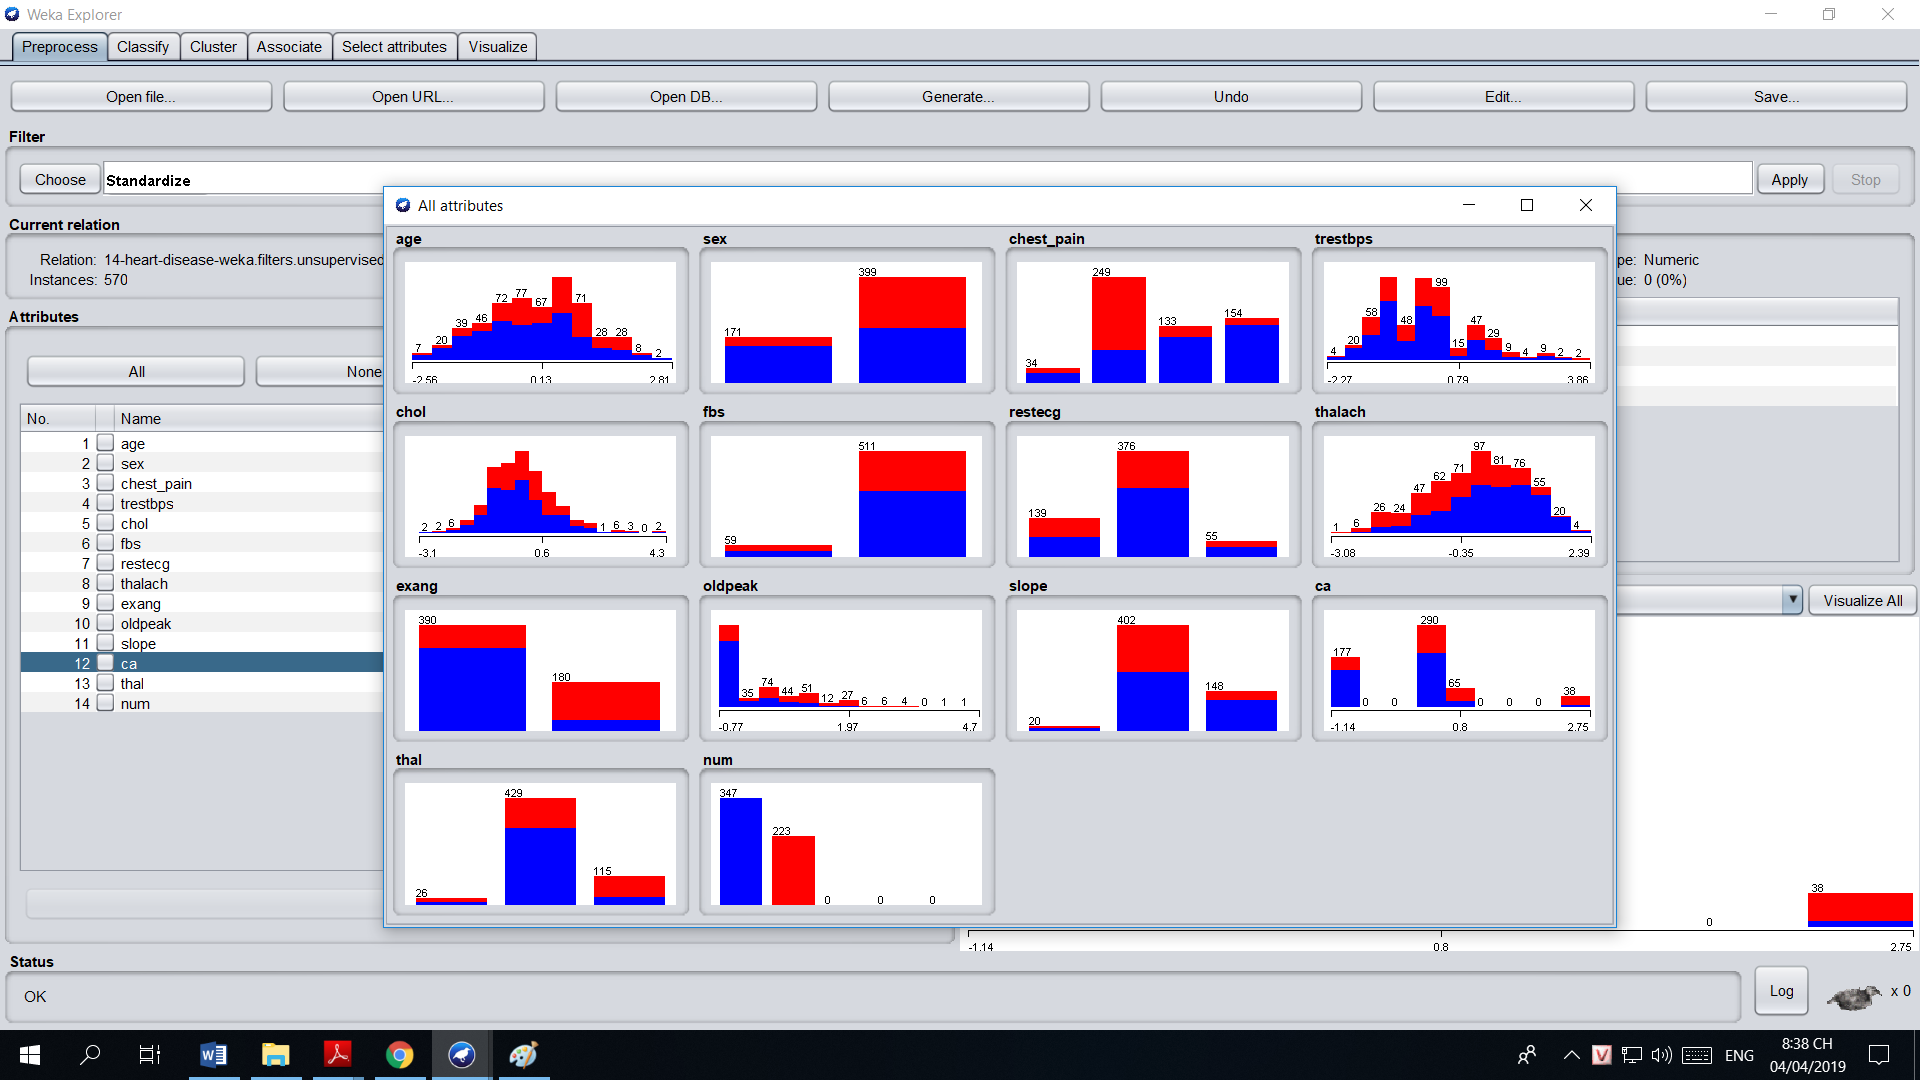 Weka Explorer
Preprocess Classify Cluster Associate Select attributes Visualize
Open file... Open URL... Open DB... Generate... Undo Edit... Save...
Filter
Choose Standardize Apply Stop
Current relation
Relation: 14-heart-disease-weka.filters.unsupervised
Instances: 570
pe: Numeric
ue: 0 (0%)
Attributes
All None
No. Name
1 age
2 sex
3 chest_pain
4 trestbps
5 chol
6 fbs
7 restecg
8 thalach
9 exang
10 oldpeak
11 slope
12 ca
13 thal
14 num
All attributes
age
7 20 39 46 72 77 67 71 28 28 8 2
-2.56 0.13 2.81
sex
171 399
chest_pain
34 249 133 154
trestbps
4 20 58 48 99 15 47 29 9 4 9 2 2
-2.27 0.79 3.86
chol
2 2 6 1 6 3 0 2
-3.1 0.6 4.3
fbs
59 511
restecg
139 376 55
thalach
1 6 26 24 47 62 71 97 81 76 55 20 4
-3.08 -0.35 2.39
exang
390 180
oldpeak
35 74 44 51 12 27 6 6 4 0 1 1
-0.77 1.97 4.7
slope
20 402 148
ca
177 0 0 290 65 0 0 0 38
-1.14 0.8 2.75
thal
26 429 115
num
347 223 0 0 0
Visualize All
0 38
-1.14 0.8 2.75
Status
OK
Log x 0
ENG
8:38 CH
04/04/2019